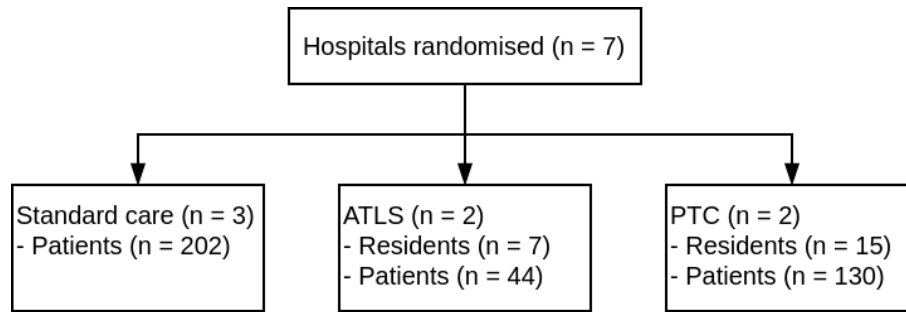 Hospitals randomised (n = 7)
Standard care (n = 3)
- Patients (n = 202)
ATLS (n = 2)
- Residents (n = 7)
- Patients (n = 44)
PTC (n = 2)
- Residents (n = 15)
- Patients (n = 130)